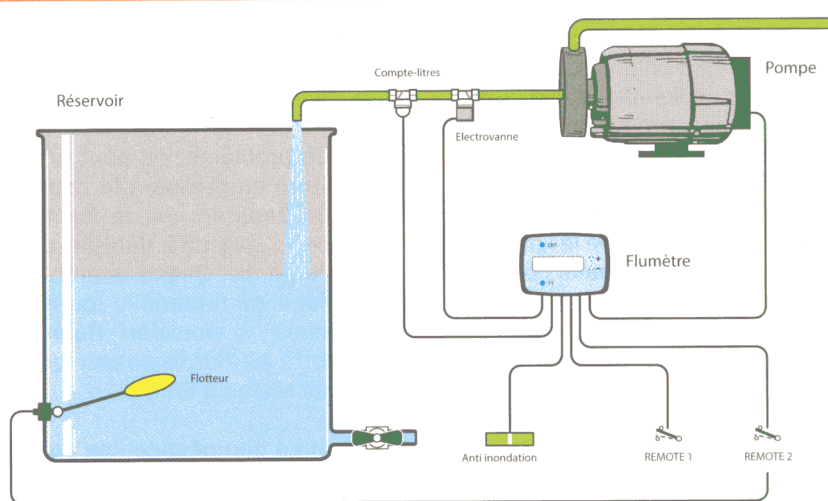 Réservoir
Compte-litres
Electrovanne
Pompe
Flumètre
Flotteur
Anti inondation
REMOTE 1
REMOTE 2